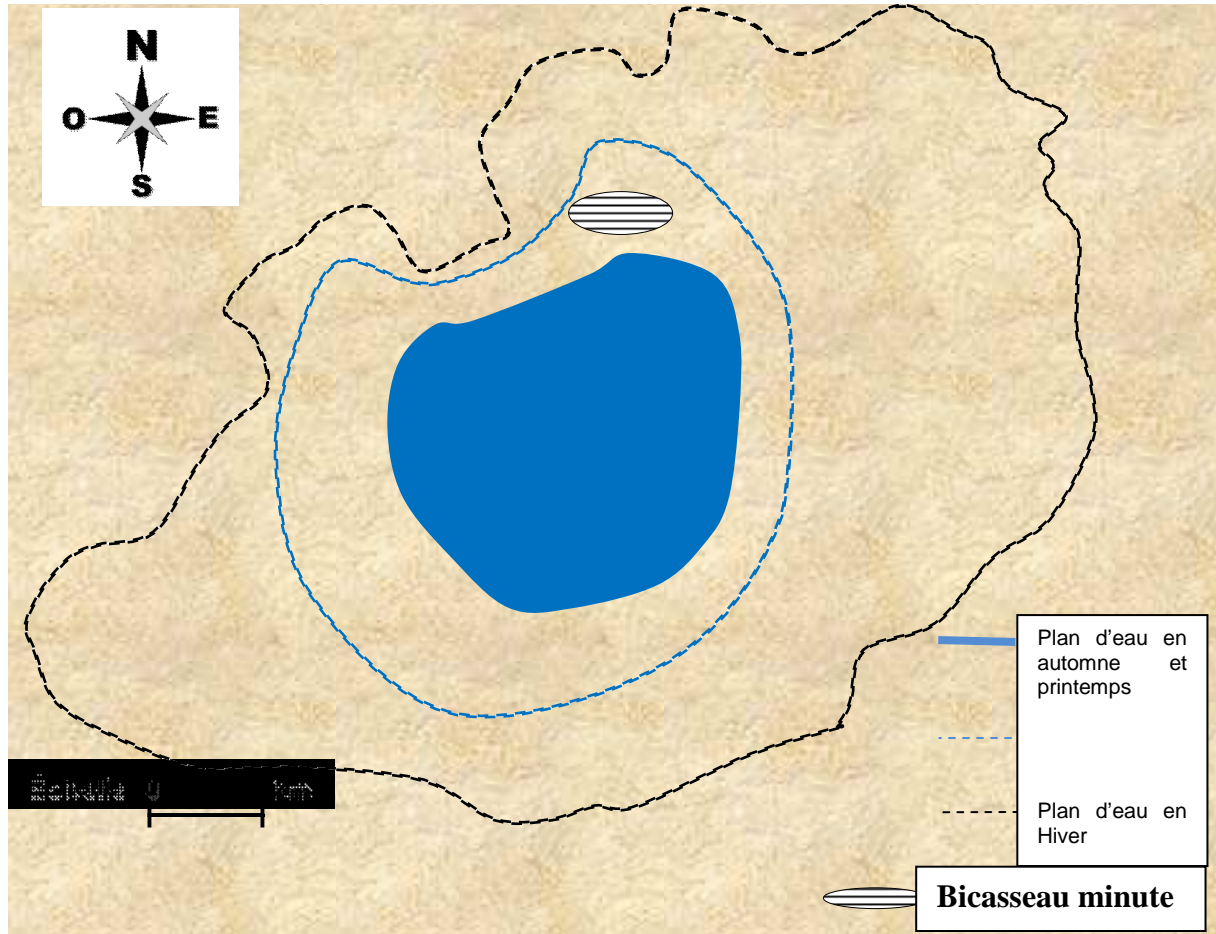 N
O E
S
Plan d'eau en
automne et
printemps
Plan d'eau en
Hiver
Bicasseau minute